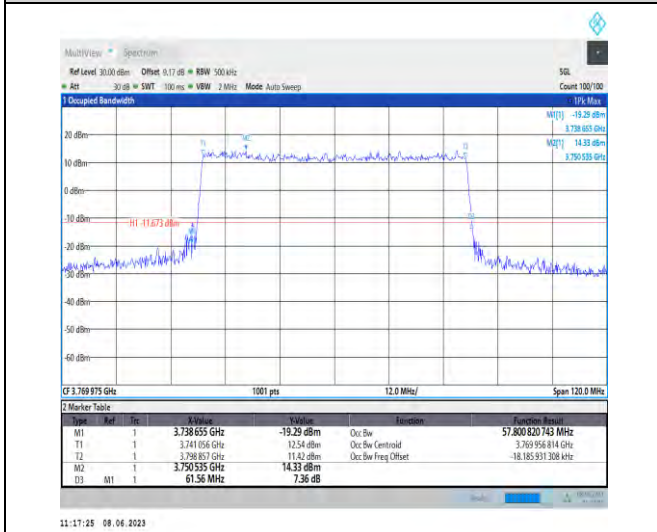 MultiView Spectrum
Ref Level 30.00 dBm Offset 9.17 dB RBW 500 kHz SGL
Att 30 dB SWT 100 ms VBW 2 MHz Mode Auto Sweep Count 100/100
1 Occupied Bandwidth 1Pk Max
M1[1] -19.29 dBm
3.738 655 GHz
M2[1] 14.33 dBm
3.750 535 GHz
20 dBm
T1 M2 T2
10 dBm
0 dBm
-10 dBm
H1 -11.673 dBm
D3
M1
-20 dBm
-40 dBm
-50 dBm
-60 dBm
CF 3.769 975 GHz 1001 pts 12.0 MHz/ Span 120.0 MHz
2 Marker Table
Type Ref Trc X-Value Y-Value Function Function Result
M1 1 3.738 655 GHz -19.29 dBm Occ Bw 57.800 820 743 MHz
T1 1 3.741 056 GHz 12.54 dBm Occ Bw Centroid 3.769 956 814 GHz
T2 1 3.798 857 GHz 11.42 dBm Occ Bw Freq Offset -18.185 931 308 kHz
M2 1 3.750 535 GHz 14.33 dBm
D3 M1 1 61.56 MHz 7.36 dB
11:17:25 08.06.2023